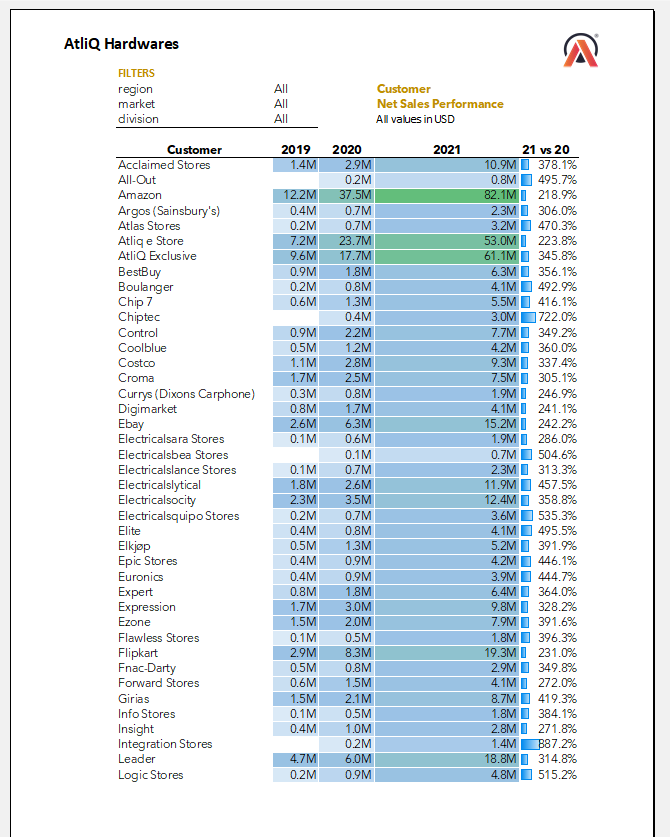 AtliQ Hardwares
FILTERS
region All Customer
market All Net Sales Performance
division All All values in USD
Customer 2019 2020 2021 21 vs 20
Acclaimed Stores 1.4M 2.9M 10.9M 378.1%
All-Out 0.2M 0.8M 495.7%
Amazon 12.2M 37.5M 82.1M 218.9%
Argos (Sainsbury's) 0.4M 0.7M 2.3M 306.0%
Atlas Stores 0.2M 0.7M 3.2M 470.3%
Atliq e Store 7.2M 23.7M 53.0M 223.8%
AtliQ Exclusive 9.6M 17.7M 61.1M 345.8%
BestBuy 0.9M 1.8M 6.3M 356.1%
Boulanger 0.2M 0.8M 4.1M 492.9%
Chip 7 0.6M 1.3M 5.5M 416.1%
Chiptec 0.4M 3.0M 722.0%
Control 0.9M 2.2M 7.7M 349.2%
Coolblue 0.5M 1.2M 4.2M 360.0%
Costco 1.1M 2.8M 9.3M 337.4%
Croma 1.7M 2.5M 7.5M 305.1%
Currys (Dixons Carphone) 0.3M 0.8M 1.9M 246.9%
Digimarket 0.8M 1.7M 4.1M 241.1%
Ebay 2.6M 6.3M 15.2M 242.2%
Electricalsara Stores 0.1M 0.6M 1.9M 286.0%
Electricalsbea Stores 0.1M 0.7M 504.6%
Electricalslance Stores 0.1M 0.7M 2.3M 313.3%
Electricalslytical 1.8M 2.6M 11.9M 457.5%
Electricalsocity 2.3M 3.5M 12.4M 358.8%
Electricalsquipo Stores 0.2M 0.7M 3.6M 535.3%
Elite 0.4M 0.8M 4.1M 495.5%
Elkjøp 0.5M 1.3M 5.2M 391.9%
Epic Stores 0.4M 0.9M 4.2M 446.1%
Euronics 0.4M 0.9M 3.9M 444.7%
Expert 0.8M 1.8M 6.4M 364.0%
Expression 1.7M 3.0M 9.8M 328.2%
Ezone 1.5M 2.0M 7.9M 391.6%
Flawless Stores 0.1M 0.5M 1.8M 396.3%
Flipkart 2.9M 8.3M 19.3M 231.0%
Fnac-Darty 0.5M 0.8M 2.9M 349.8%
Forward Stores 0.6M 1.5M 4.1M 272.0%
Girias 1.5M 2.1M 8.7M 419.3%
Info Stores 0.1M 0.5M 1.8M 384.1%
Insight 0.4M 1.0M 2.8M 271.8%
Integration Stores 0.2M 1.4M 887.2%
Leader 4.7M 6.0M 18.8M 314.8%
Logic Stores 0.2M 0.9M 4.8M 515.2%